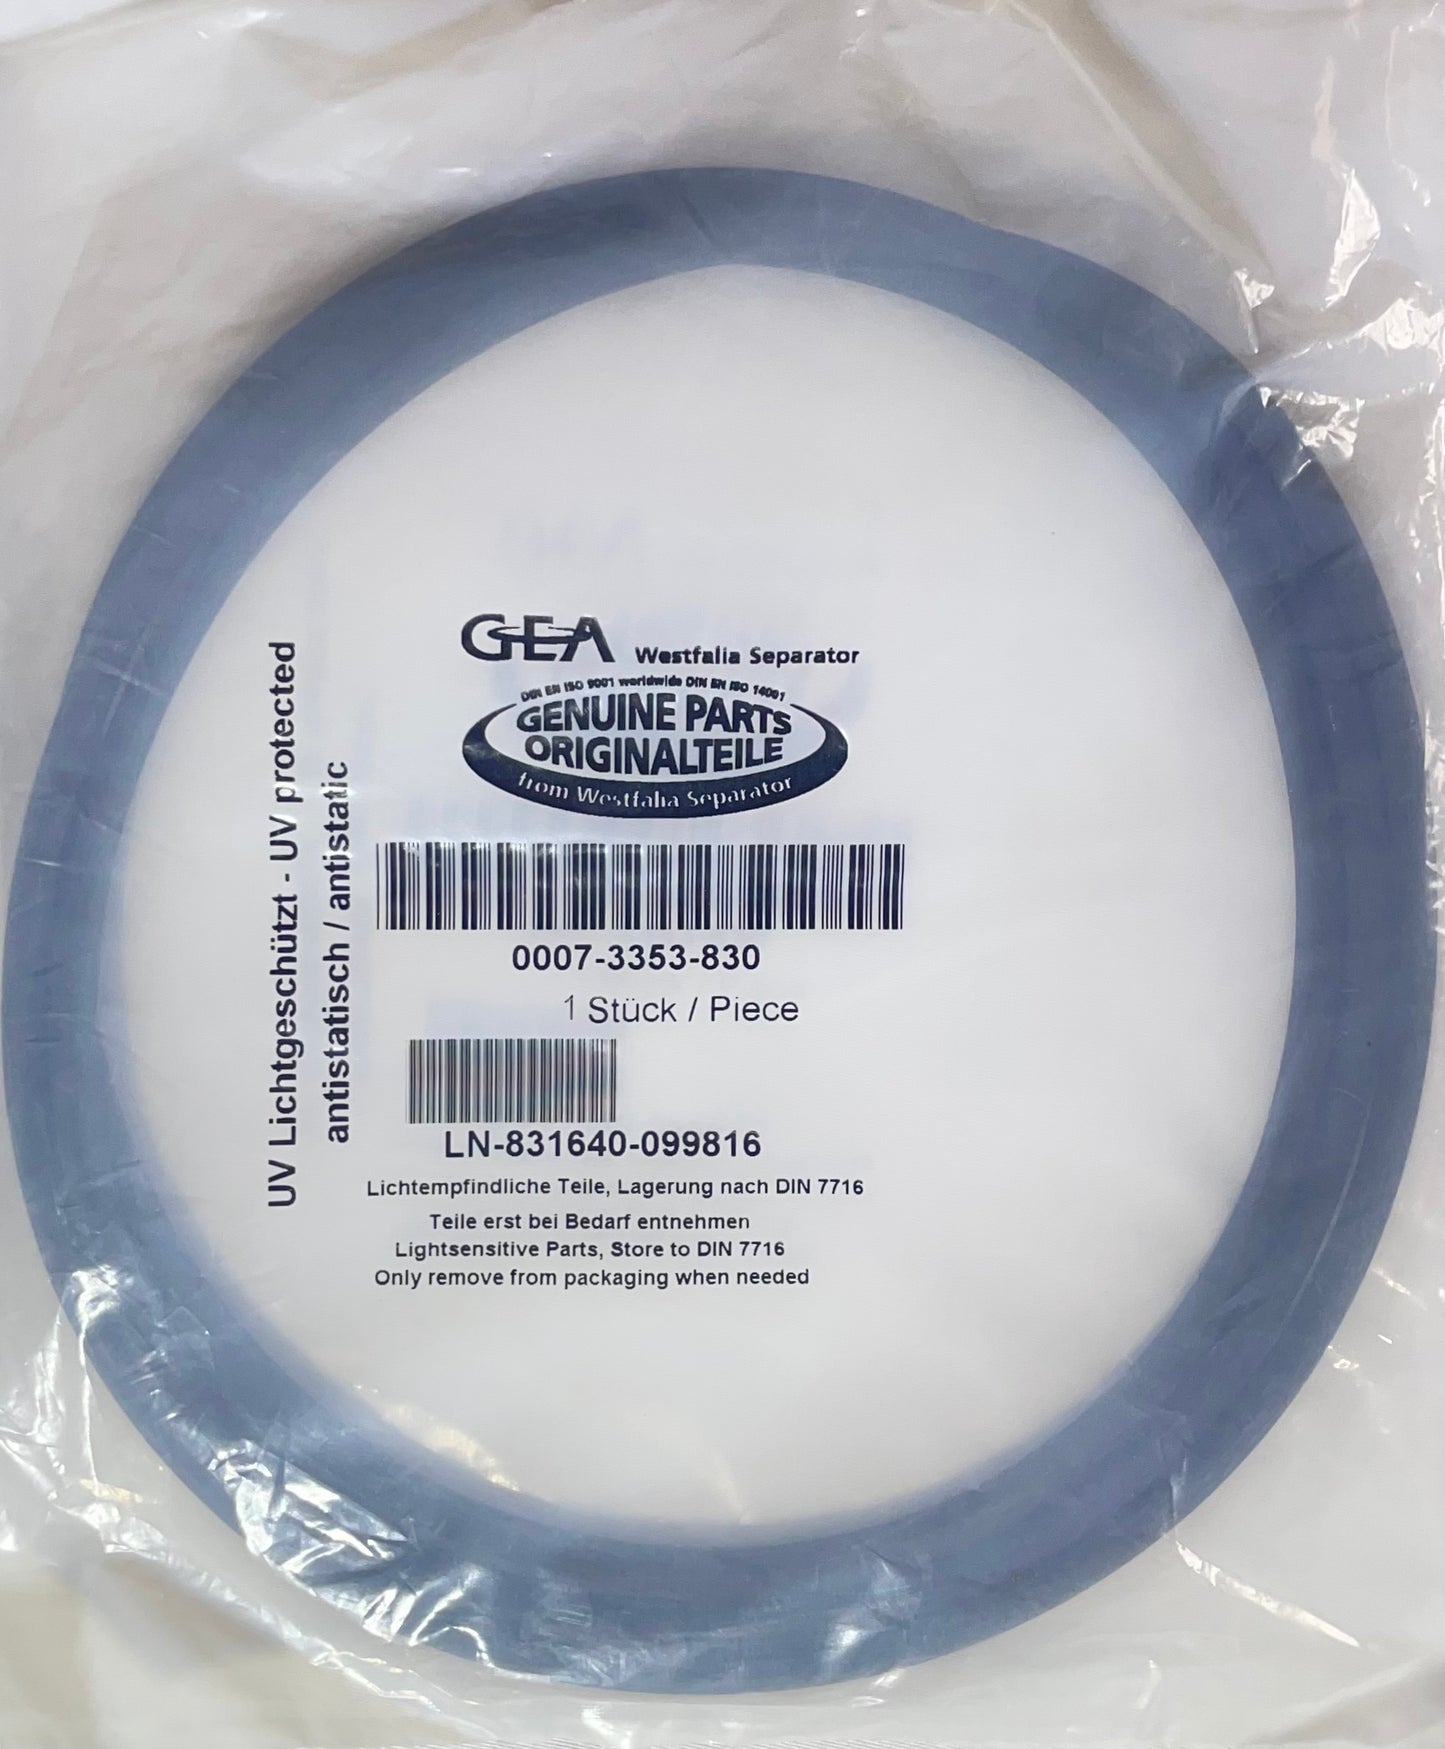 GEA Westfalia Separator
DIN EN ISO 9001 worldwide DIN EN ISO 14001
GENUINE PARTS
ORIGINALTEILE
from Westfalia Separator
0007-3353-830
1 Stück / Piece
LN-831640-099816
Lichtempfindliche Teile, Lagerung nach DIN 7716
Teile erst bei Bedarf entnehmen
Lightsensitive Parts, Store to DIN 7716
Only remove from packaging when needed
UV Lichtgeschützt - UV protected
antistatisch / antistatic